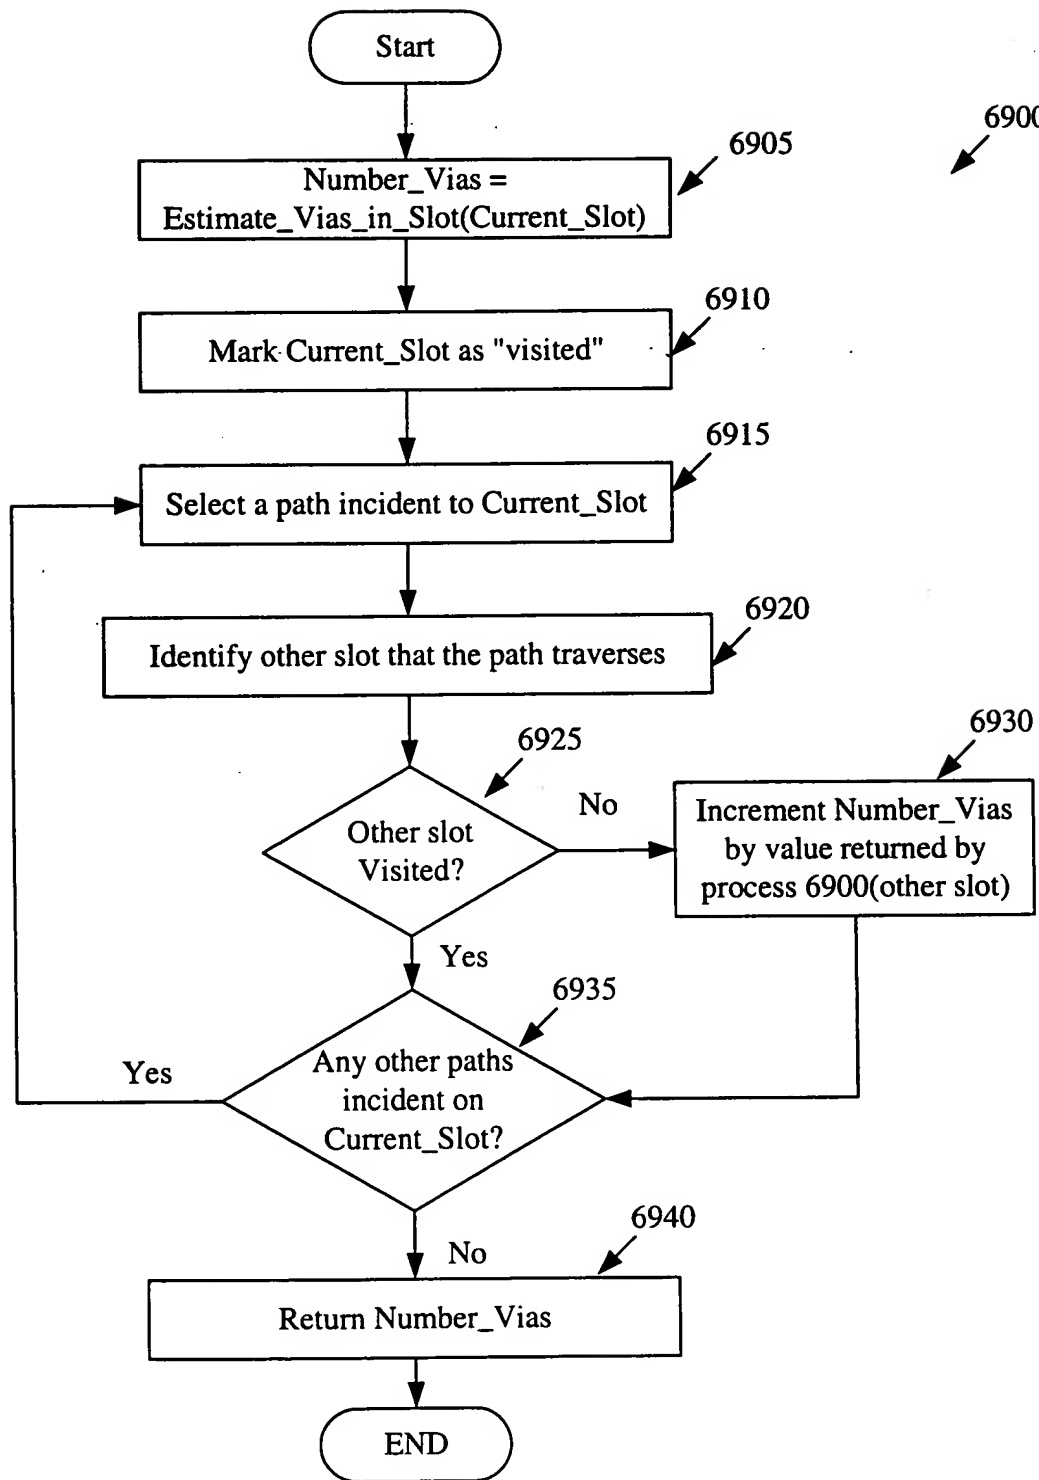 Start
6900
6905
Number_Vias =
Estimate_Vias_in_Slot(Current_Slot)
6910
Mark Current_Slot as "visited"
6915
Select a path incident to Current_Slot
6920
Identify other slot that the path traverses
6925
Other slot
Visited?
No
6930
Increment Number_Vias
by value returned by
process 6900(other slot)
Yes
6935
Any other paths
incident on
Current_Slot?
Yes
No
6940
Return Number_Vias
END